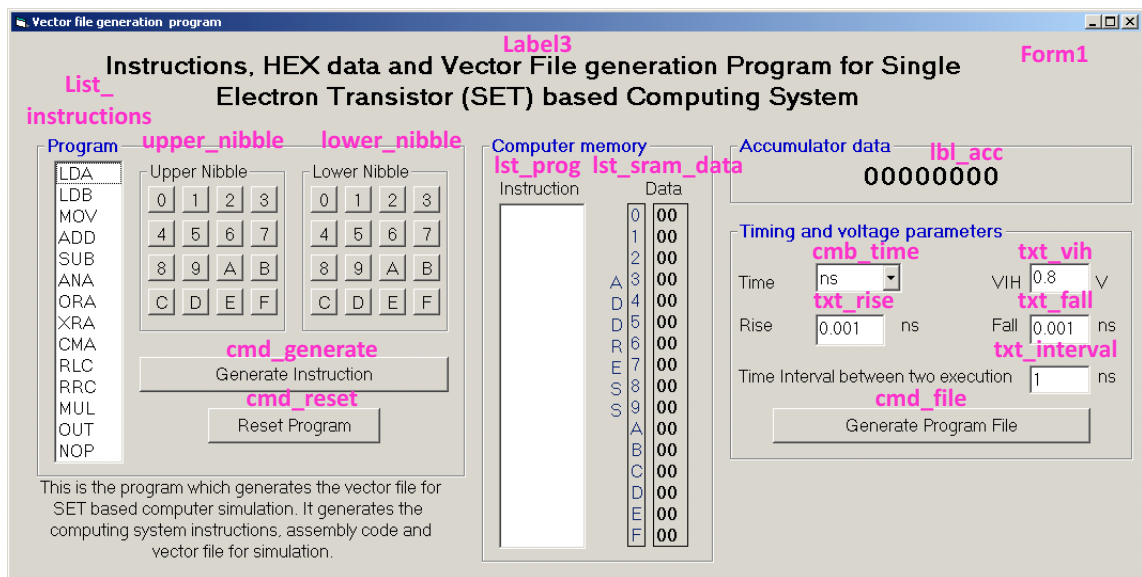 Vector file generation program
Label3
Form1
Instructions, HEX data and Vector File generation Program for Single
Electron Transistor (SET) based Computing System
List_
instructions
upper_nibble
lower_nibble
Program
LDA
LDB
MOV
ADD
SUB
ANA
ORA
XRA
CMA
RLC
RRC
MUL
OUT
NOP
Upper Nibble
0 1 2 3
4 5 6 7
8 9 A B
C D E F
Lower Nibble
0 1 2 3
4 5 6 7
8 9 A B
C D E F
cmd_generate
Generate Instruction
cmd_reset
Reset Program
This is the program which generates the vector file for
SET based computer simulation. It generates the
computing system instructions, assembly code and
vector file for simulation.
Computer memory
lst_prog
lst_sram_data
Instruction
Data
ADDRESS
0 00
1 00
2 00
3 00
4 00
5 00
6 00
7 00
8 00
9 00
A 00
B 00
C 00
D 00
E 00
F 00
Accumulator data
lbl_acc
00000000
Timing and voltage parameters
cmb_time
txt_vih
Time ns VIH 0.8 V
txt_rise
txt_fall
Rise 0.001 ns Fall 0.001 ns
txt_interval
Time Interval between two execution 1 ns
cmd_file
Generate Program File